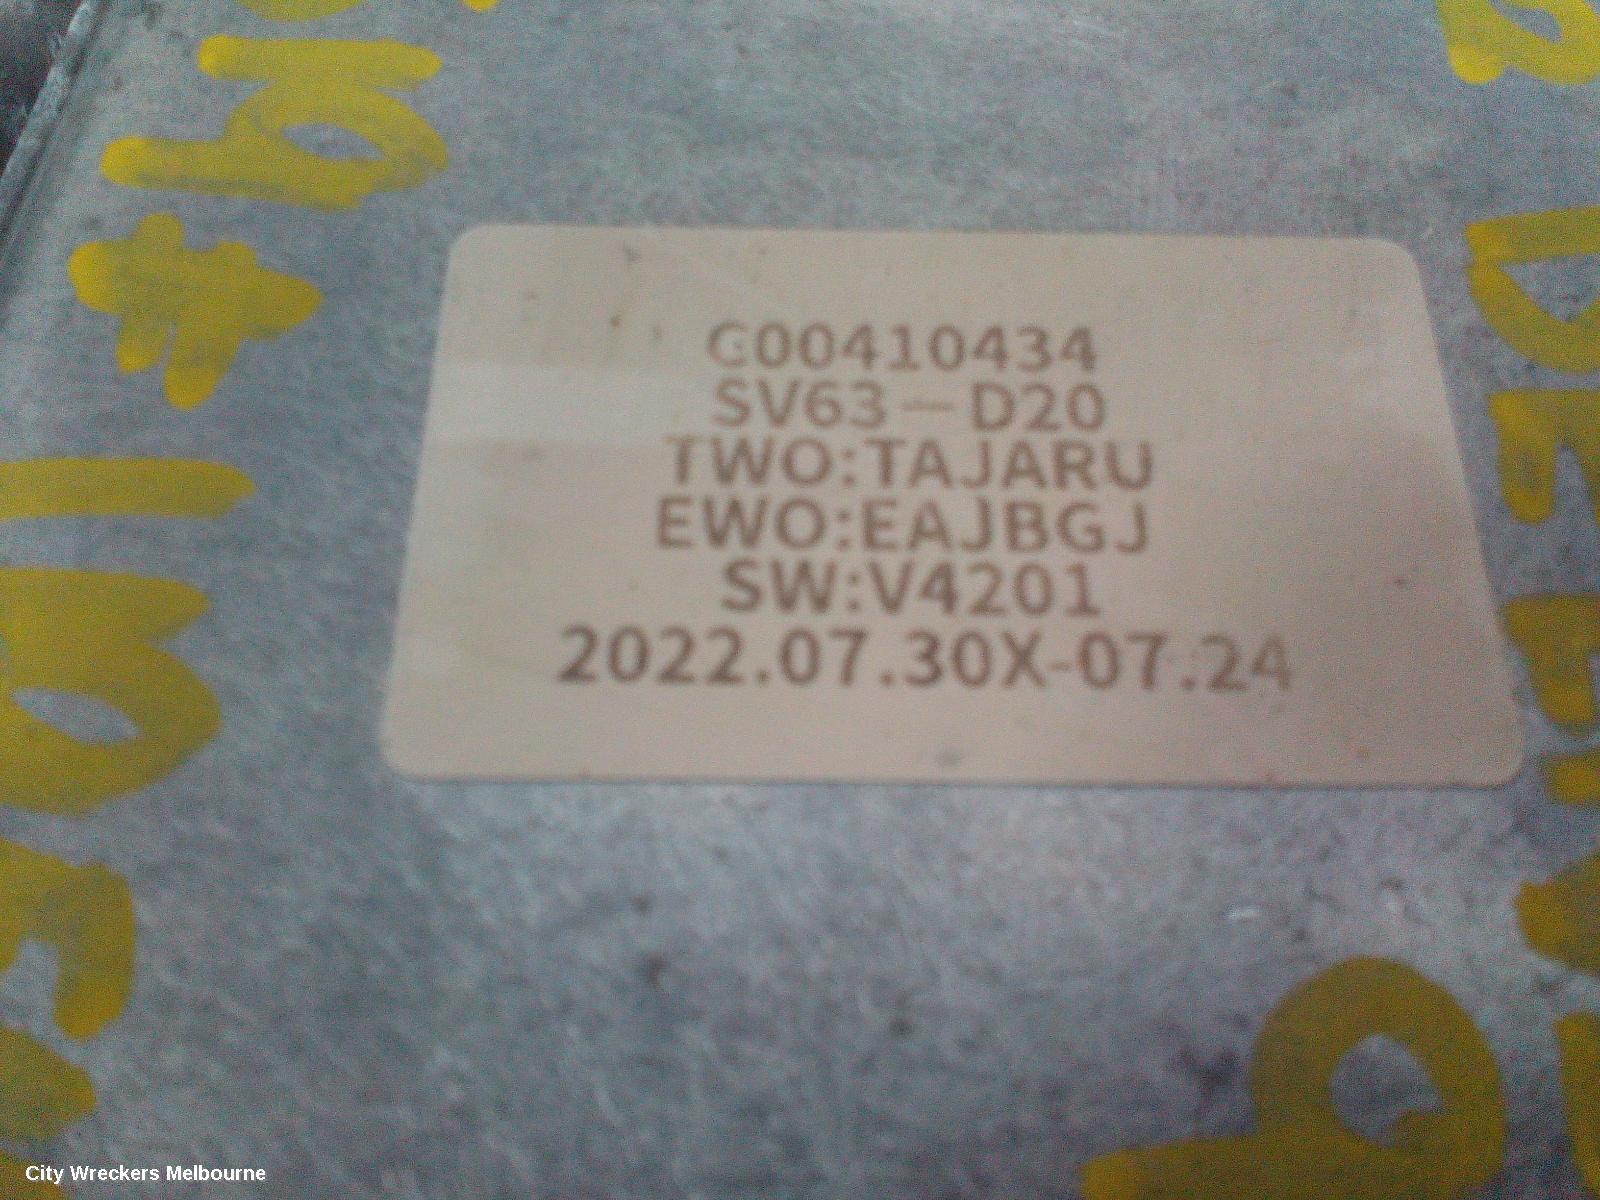 G00410434
SV63-D20
TWO:TAJARU
EWO:EAJBGJ
SW:V4201
2022.07.30X-07.24
City Wreckers Melbourne